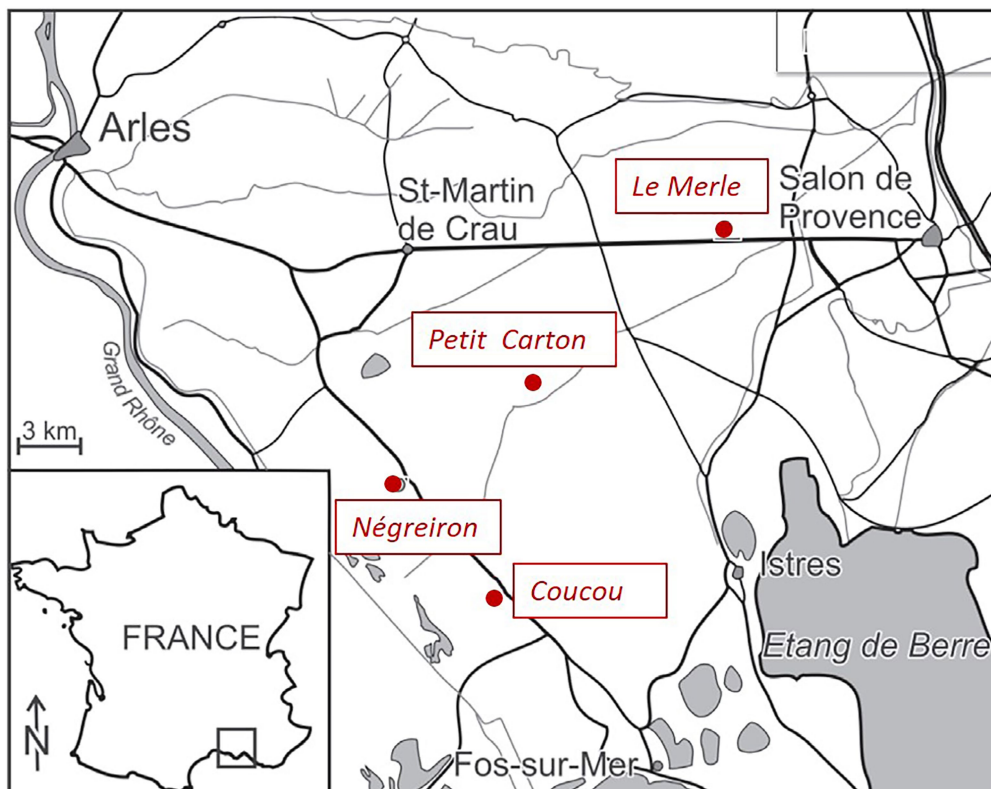 Arles
St-Martin
de Crau
Le Merle
Salon de
Provence
Petit Carton
Grand Rhône
3 km
Négreiron
Coucou
Istres
Etang de Berre
FRANCE
N
Fos-sur-Mer